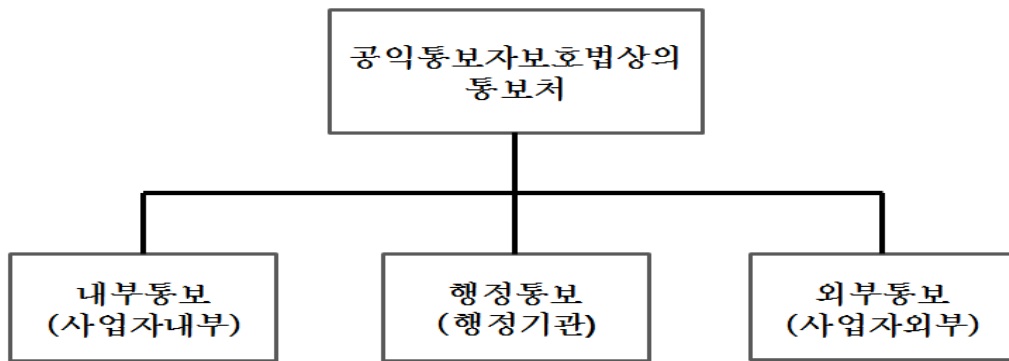 공익통보자보호법상의
통보처
내부통보
(사업자내부)
행정통보
(행정기관)
외부통보
(사업자외부)